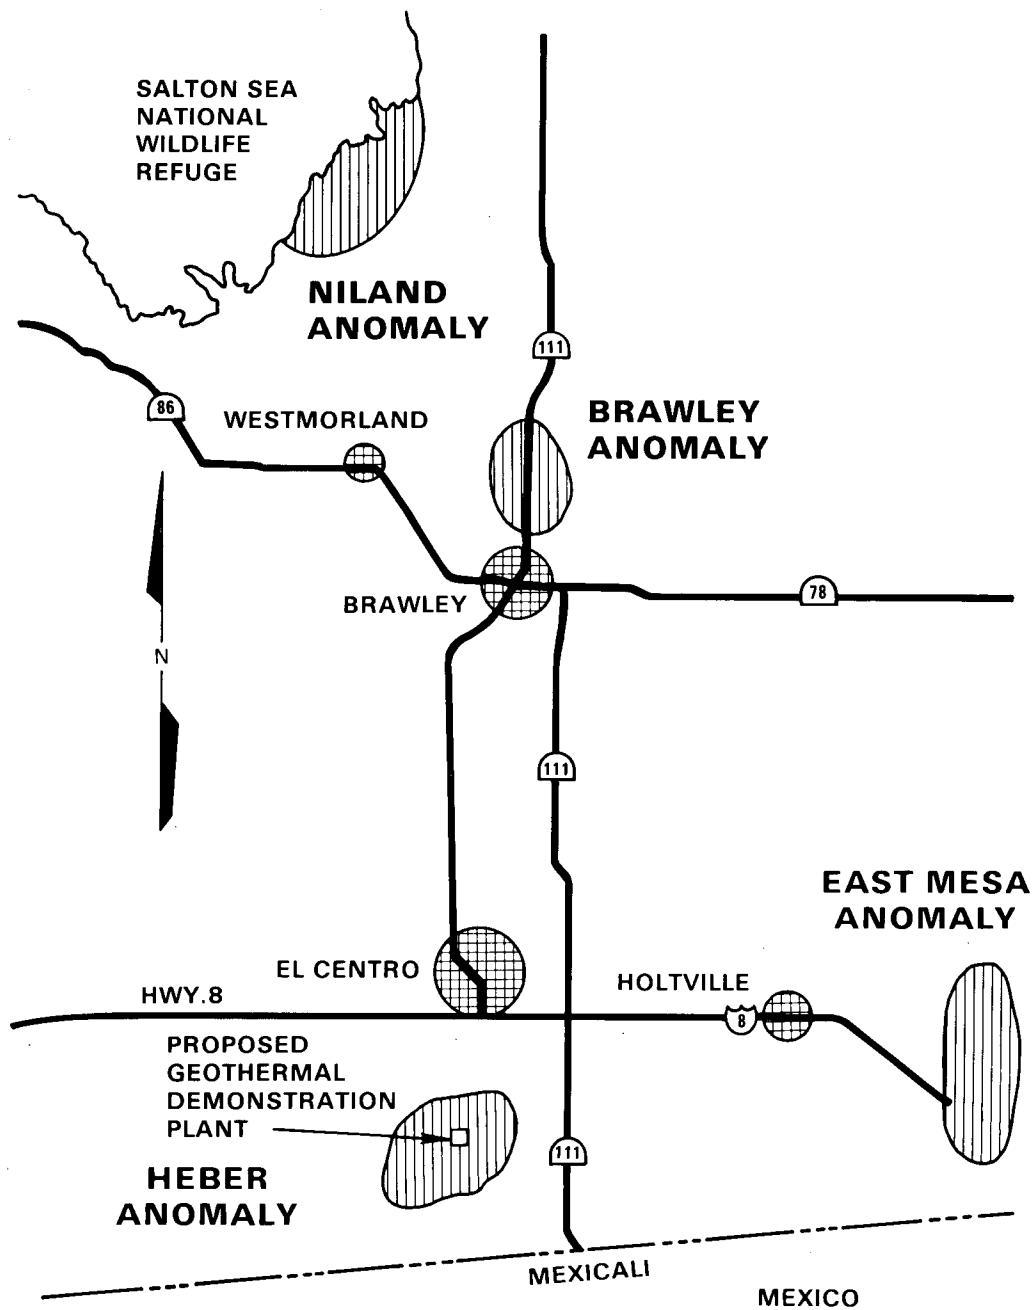 SALTON SEA
NATIONAL
WILDLIFE
REFUGE
NILAND
ANOMALY
111
86
WESTMORLAND
BRAWLEY
ANOMALY
BRAWLEY
78
N
111
EAST MESA
ANOMALY
EL CENTRO
HOLTVILLE
HWY.8
8
PROPOSED
GEOTHERMAL
DEMONSTRATION
PLANT
111
HEBER
ANOMALY
MEXICALI
MEXICO